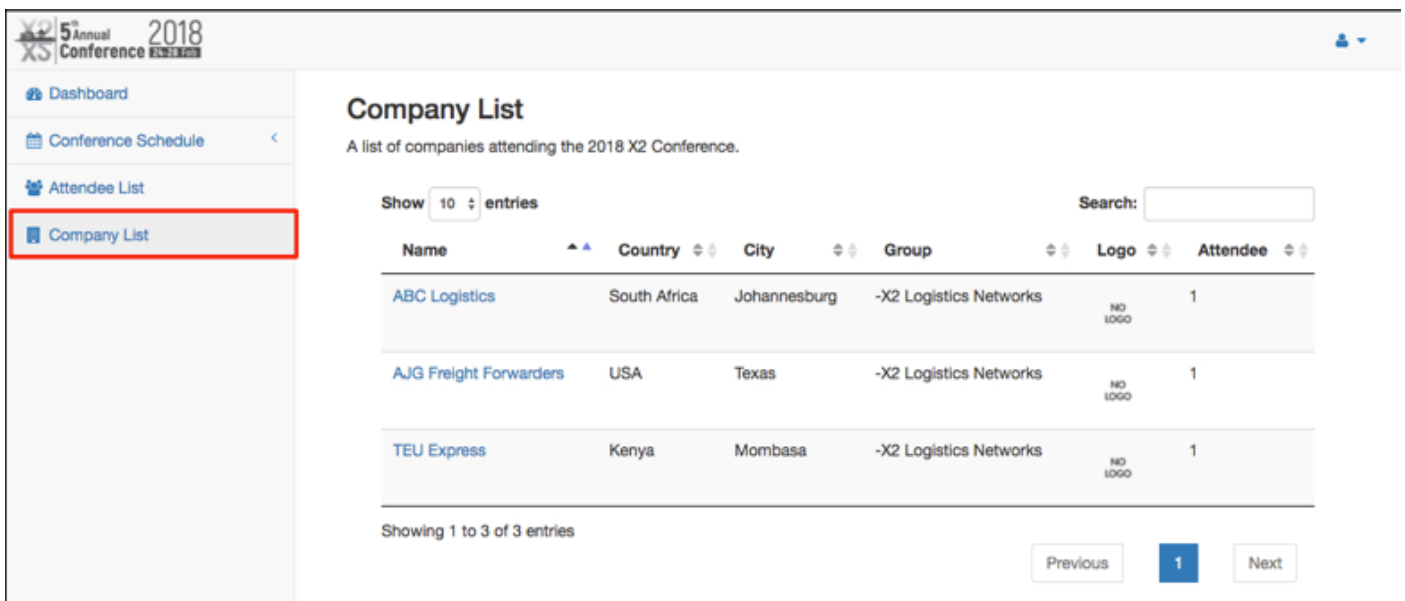 X2 5th Annual 2018
XS Conference 24-28 Feb
Dashboard
Conference Schedule
Attendee List
Company List
Company List
A list of companies attending the 2018 X2 Conference.
Show 10 entries Search:
Name Country City Group Logo Attendee
ABC Logistics South Africa Johannesburg -X2 Logistics Networks NO LOGO 1
AJG Freight Forwarders USA Texas -X2 Logistics Networks NO LOGO 1
TEU Express Kenya Mombasa -X2 Logistics Networks NO LOGO 1
Showing 1 to 3 of 3 entries
Previous 1 Next